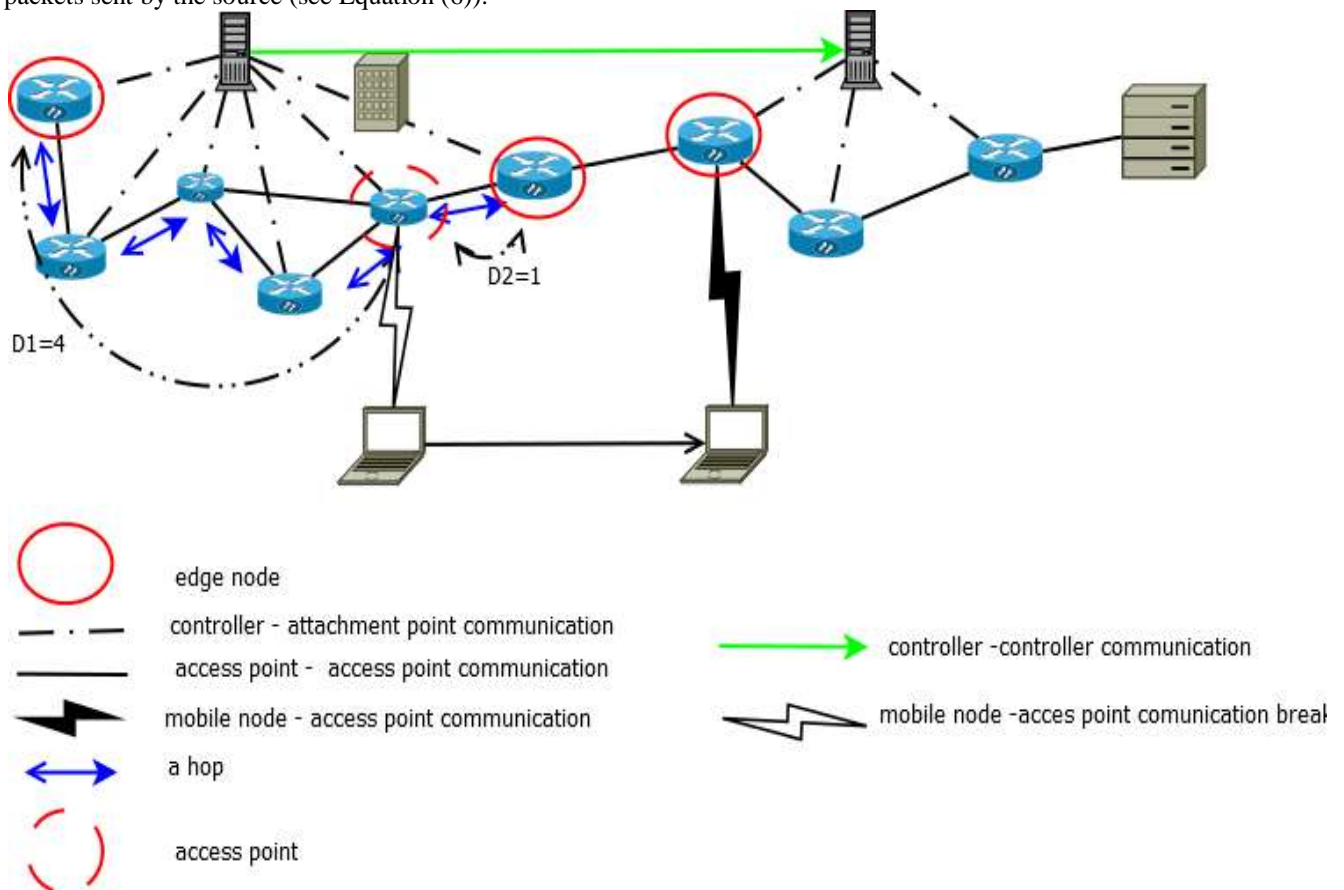 packets sent by the source (see Equation (6)).
D2=1
D1=4
edge node
controller - attachment point communication
access point - access point communication
controller -controller communication
mobile node - access point communication
mobile node -acces point comunication break
a hop
access point